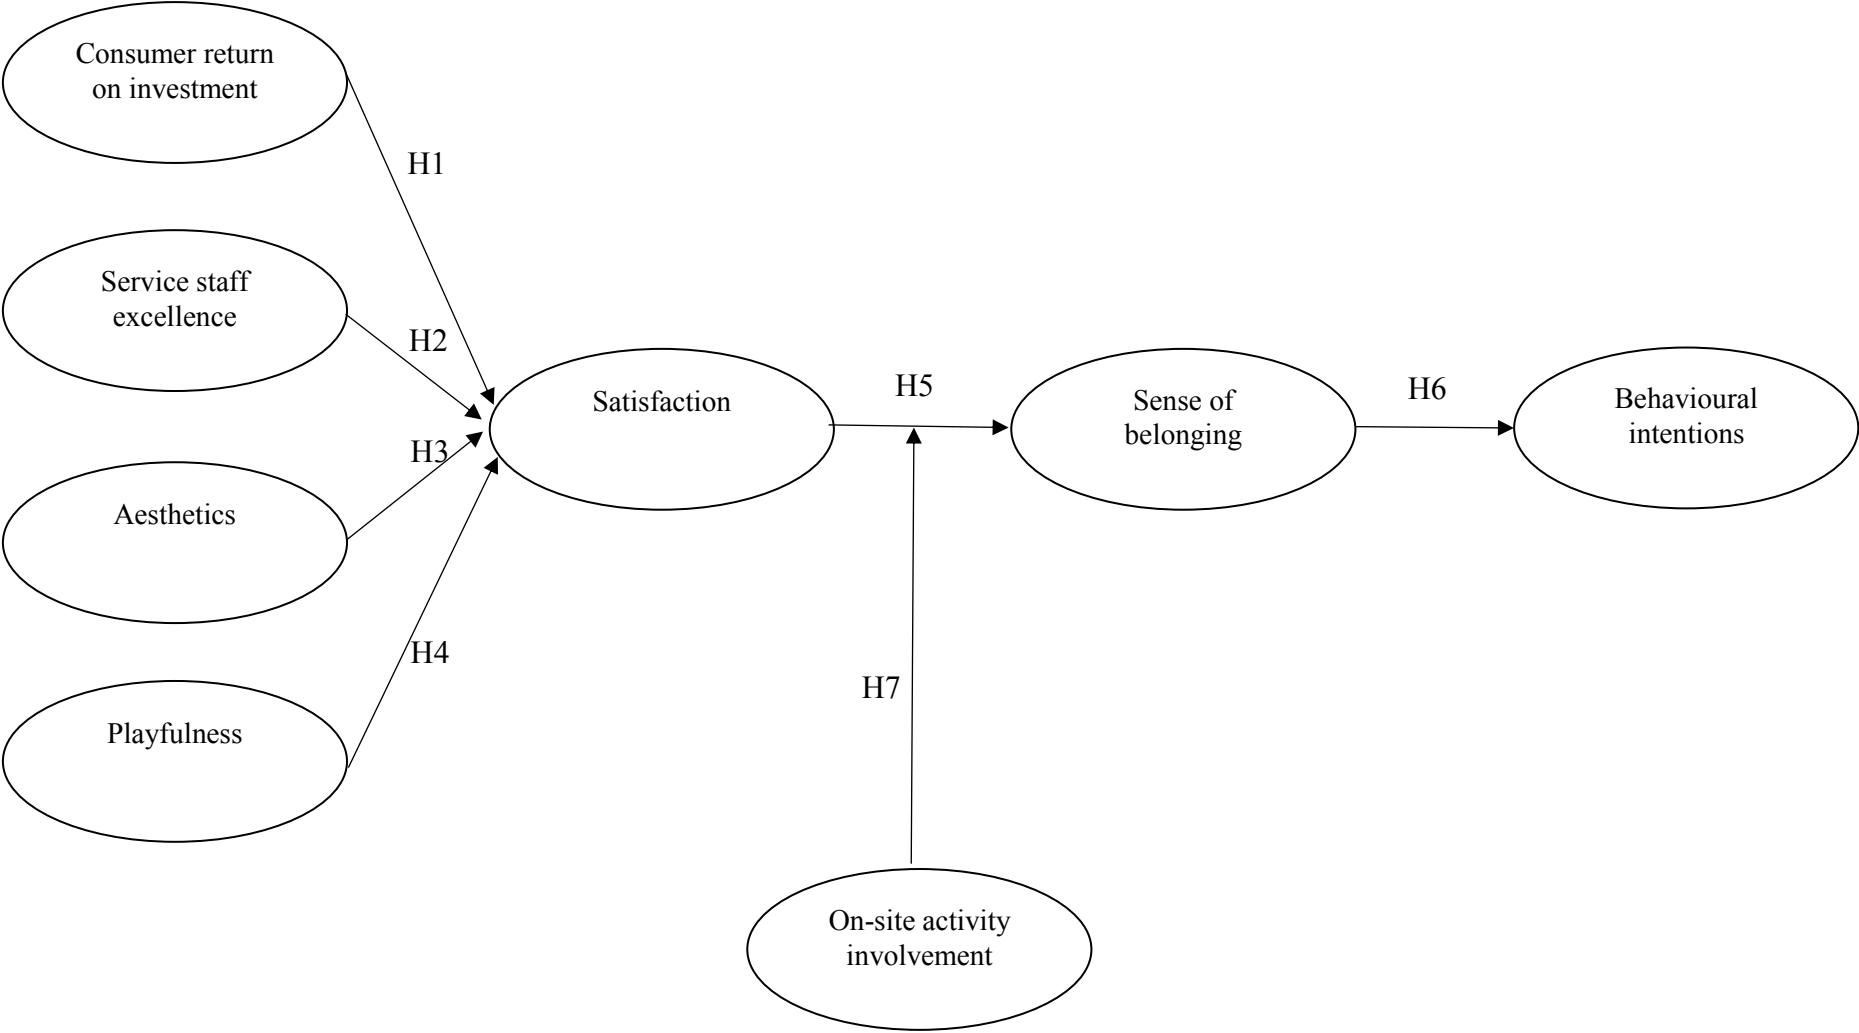 Consumer return
on investment
H1
Service staff
excellence
H2
Satisfaction
H5
Sense of
belonging
H6
Behavioural
intentions
H3
Aesthetics
H4
H7
Playfulness
On-site activity
involvement